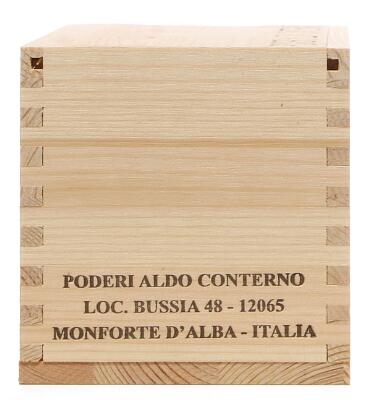 PODERI ALDO CONTERNO
LOC. BUSSIA 48 - 12065
MONFORTE D'ALBA - ITALIA